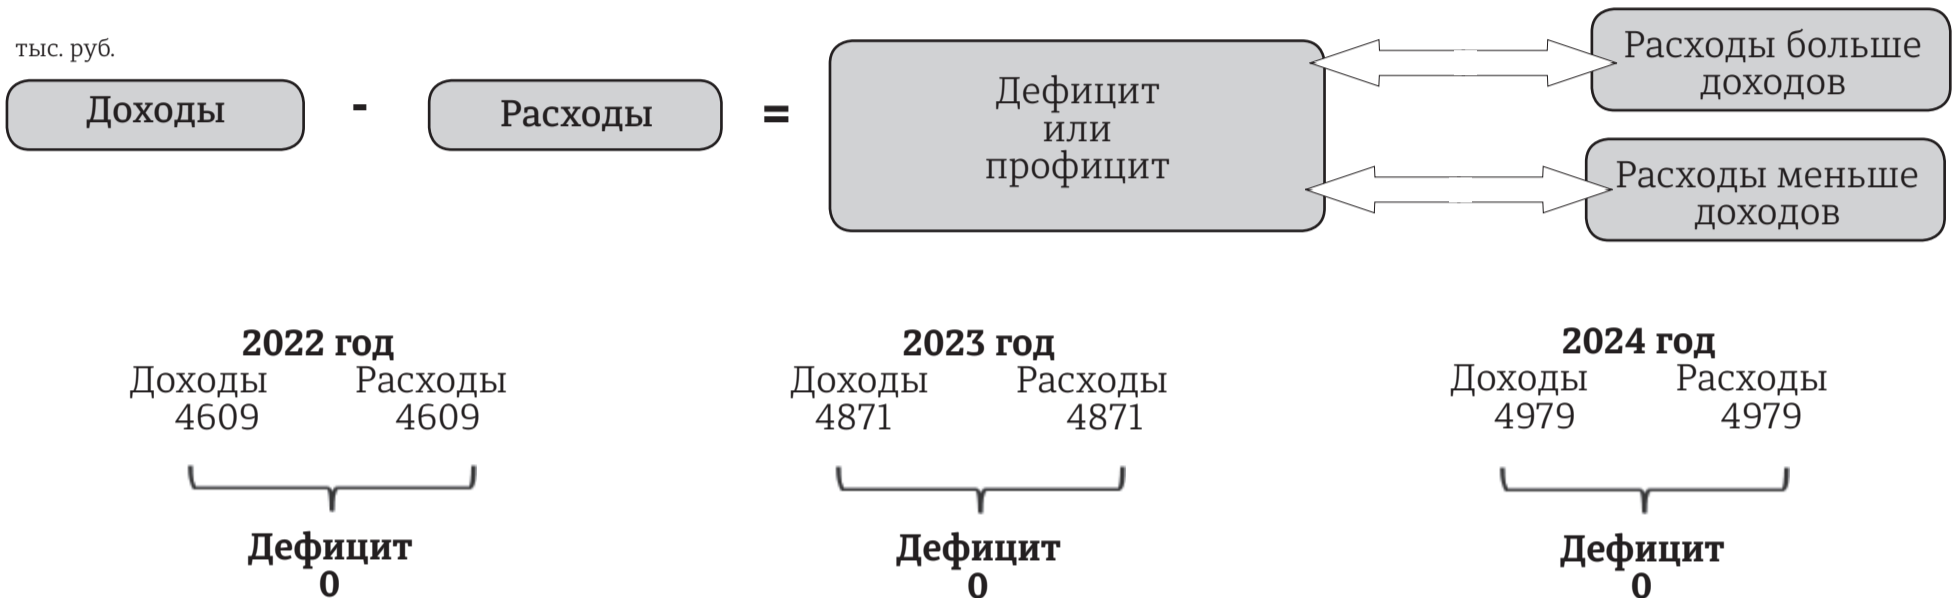 тыс. руб.
Доходы
-
Расходы
=
Дефицит
или
профицит
Расходы больше
доходов
Расходы меньше
доходов
2022 год
Доходы Расходы
4609 4609
Дефицит
0
2023 год
Доходы Расходы
4871 4871
Дефицит
0
2024 год
Доходы Расходы
4979 4979
Дефицит
0